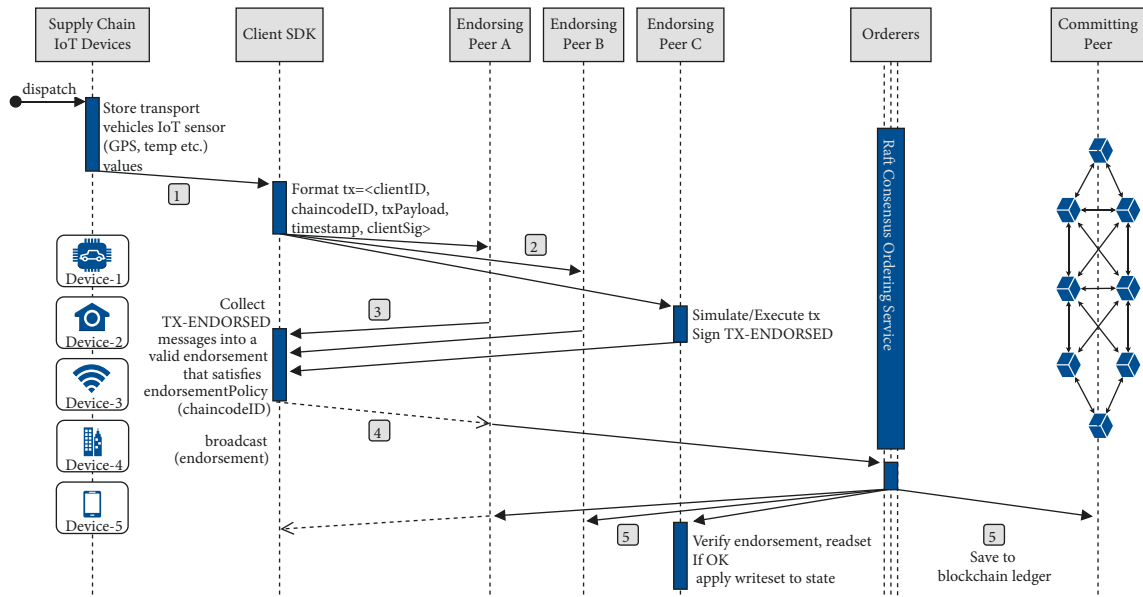 Supply Chain
IoT Devices
Client SDK
Endorsing
Peer A
Endorsing
Peer B
Endorsing
Peer C
Orderers
Committing
Peer
dispatch
Store transport
vehicles IoT sensor
(GPS, temp etc.)
values
1
Format tx=<clientID,
chaincodeID, txPayload,
timestamp, clientSig>
2
Raft Consensus Ordering Service
Device-1
Device-2
Device-3
Device-4
Device-5
Collect
TX-ENDORSED
messages into a
valid endorsement
that satisfies
endorsementPolicy
(chaincodeID)
3
Simulate/Execute tx
Sign TX-ENDORSED
4
broadcast
(endorsement)
5
Verify endorsement, readset
If OK
apply writeset to state
5
Save to
blockchain ledger